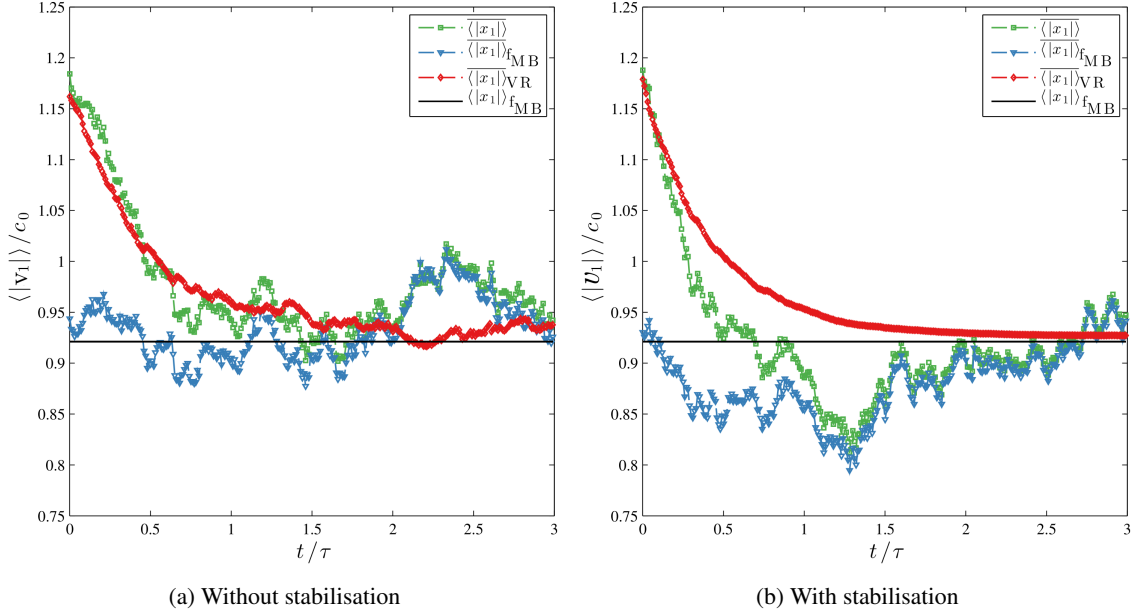 1.25
1.2
1.15
1.1
1.05
1
0.95
0.9
0.85
0.8
0.75
⟨|v₁|⟩/c₀
0 0.5 1 1.5 2 2.5 3
t/τ
⟨|x₁|⟩
⟨|x₁|⟩f_MB
⟨|x₁|⟩VR
⟨|x₁|⟩f_MB
(a) Without stabilisation
1.25
1.2
1.15
1.1
1.05
1
0.95
0.9
0.85
0.8
0.75
⟨|v₁|⟩/c₀
0 0.5 1 1.5 2 2.5 3
t/τ
⟨|x₁|⟩
⟨|x₁|⟩f_MB
⟨|x₁|⟩VR
⟨|x₁|⟩f_MB
(b) With stabilisation